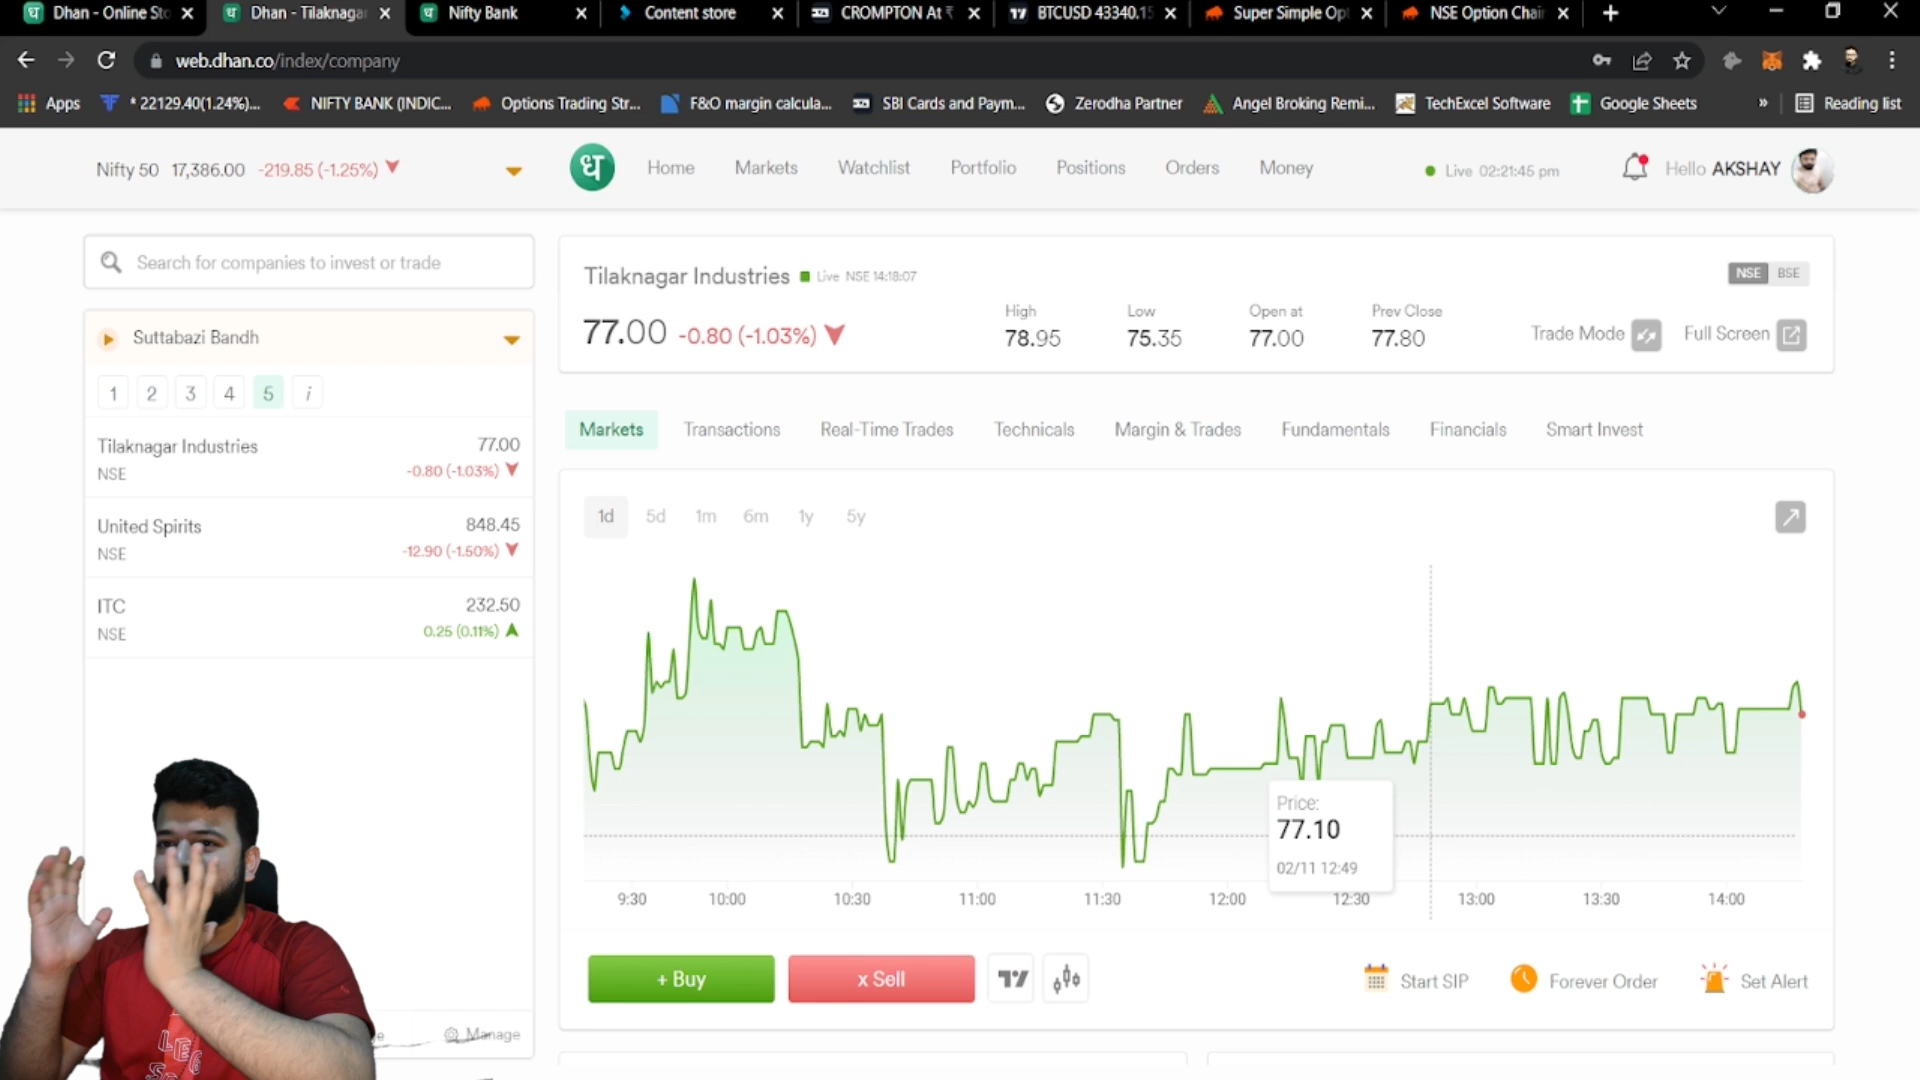 Dhan - Online Sto
Dhan - Tilaknagar
Nifty Bank
Content store
CROMPTON At ₹
BTCUSD 43340.15
Super Simple Opt
NSE Option Chain
web.dhan.co/index/company
Apps
* 22129.40(1.24%)...
NIFTY BANK (INDIC...
Options Trading Str...
F&O margin calcula...
SBI Cards and Paym...
Zerodha Partner
Angel Broking Remi...
TechExcel Software
Google Sheets
»
Reading list
Nifty 50 17,386.00 -219.85 (-1.25%)
ध
Home
Markets
Watchlist
Portfolio
Positions
Orders
Money
Live 02:21:45 pm
Hello AKSHAY
Search for companies to invest or trade
Suttabazi Bandh
1 2 3 4 5 i
Tilaknagar Industries 77.00
NSE -0.80 (-1.03%)
United Spirits 848.45
NSE -12.90 (-1.50%)
ITC 232.50
NSE 0.25 (0.11%)
Manage
Tilaknagar Industries Live NSE 14:18:07
NSE BSE
77.00 -0.80 (-1.03%)
High Low Open at Prev Close
78.95 75.35 77.00 77.80
Trade Mode
Full Screen
Markets
Transactions
Real-Time Trades
Technicals
Margin & Trades
Fundamentals
Financials
Smart Invest
1d 5d 1m 6m 1y 5y
Price:
77.10
02/11 12:49
9:30 10:00 10:30 11:00 11:30 12:00 12:30 13:00 13:30 14:00
+ Buy
x Sell
Start SIP
Forever Order
Set Alert